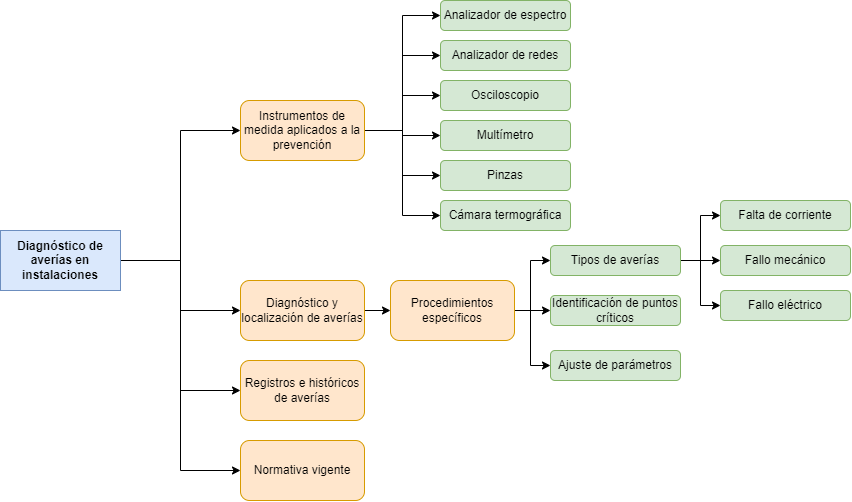 Diagnóstico de
averías en
instalaciones
Instrumentos de
medida aplicados a la
prevención
Analizador de espectro
Analizador de redes
Osciloscopio
Multímetro
Pinzas
Cámara termográfica
Diagnóstico y
localización de averías
Procedimientos
específicos
Tipos de averías
Falta de corriente
Fallo mecánico
Fallo eléctrico
Identificación de puntos
críticos
Ajuste de parámetros
Registros e históricos
de averías
Normativa vigente